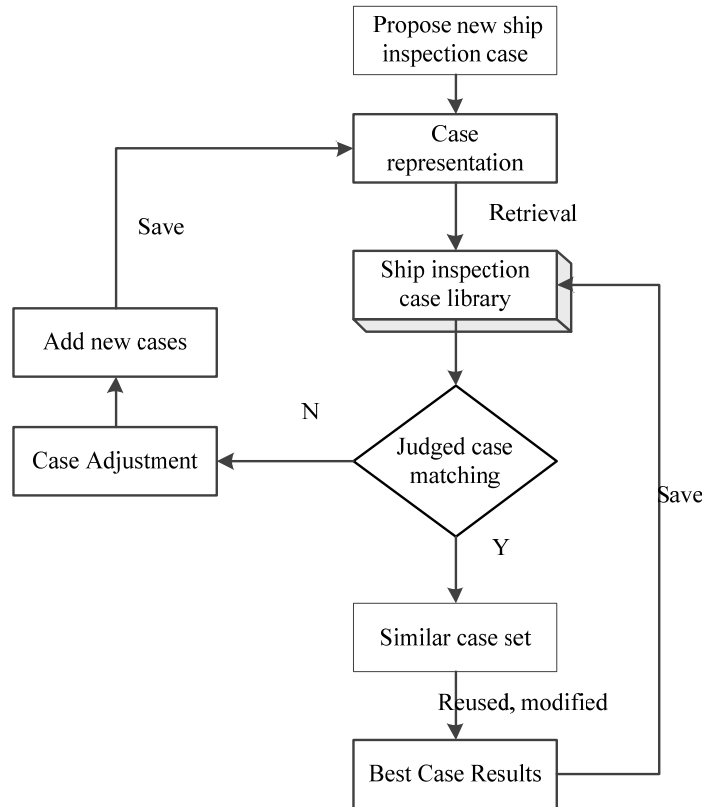 Propose new ship
inspection case
Case
representation
Retrieval
Save
Ship inspection
case library
Add new cases
N
Judged case
matching
Case Adjustment
Save
Y
Similar case set
Reused, modified
Best Case Results